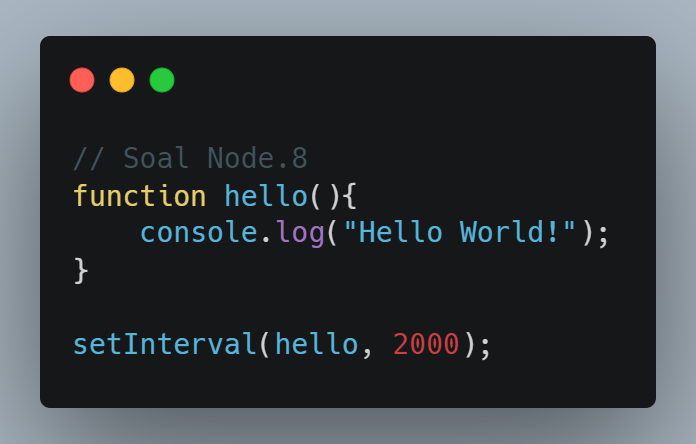 // Soal Node.8
function hello(){
    console.log("Hello World!");
}
setInterval(hello, 2000);